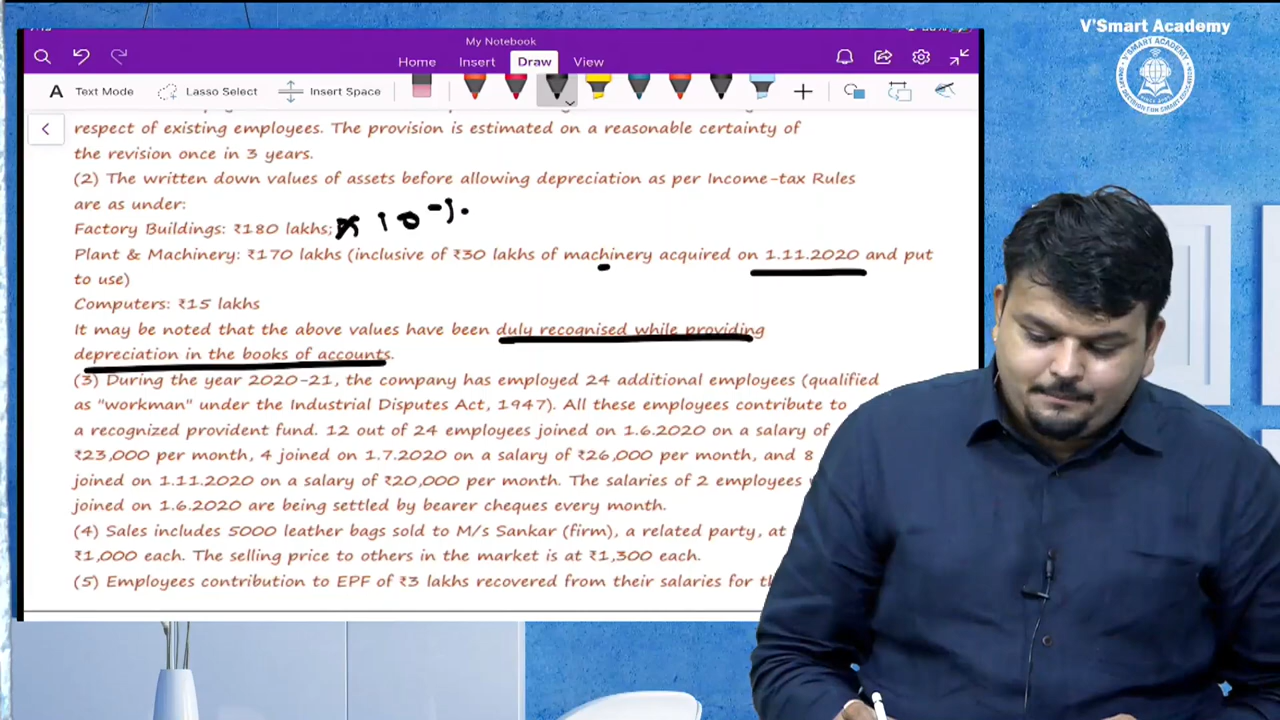 V'Smart Academy
My Notebook
Home Insert Draw View
Text Mode Lasso Select Insert Space
respect of existing employees. The provision is estimated on a reasonable certainty of
the revision once in 3 years.
(2) The written down values of assets before allowing depreciation as per Income-tax Rules
are as under:
Factory Buildings: ₹180 lakhs; x 10%
Plant & Machinery: ₹170 lakhs (inclusive of ₹30 lakhs of machinery acquired on 1.11.2020 and put
to use)
Computers: ₹15 lakhs
It may be noted that the above values have been duly recognised while providing
depreciation in the books of accounts.
(3) During the year 2020-21, the company has employed 24 additional employees (qualified
as "workman" under the Industrial Disputes Act, 1947). All these employees contribute to
a recognized provident fund. 12 out of 24 employees joined on 1.6.2020 on a salary of
₹23,000 per month, 4 joined on 1.7.2020 on a salary of ₹26,000 per month, and 8
joined on 1.11.2020 on a salary of ₹20,000 per month. The salaries of 2 employees
joined on 1.6.2020 are being settled by bearer cheques every month.
(4) Sales includes 5000 leather bags sold to M/s Sankar (firm), a related party, at
₹1,000 each. The selling price to others in the market is at ₹1,300 each.
(5) Employees contribution to EPF of ₹3 lakhs recovered from their salaries for